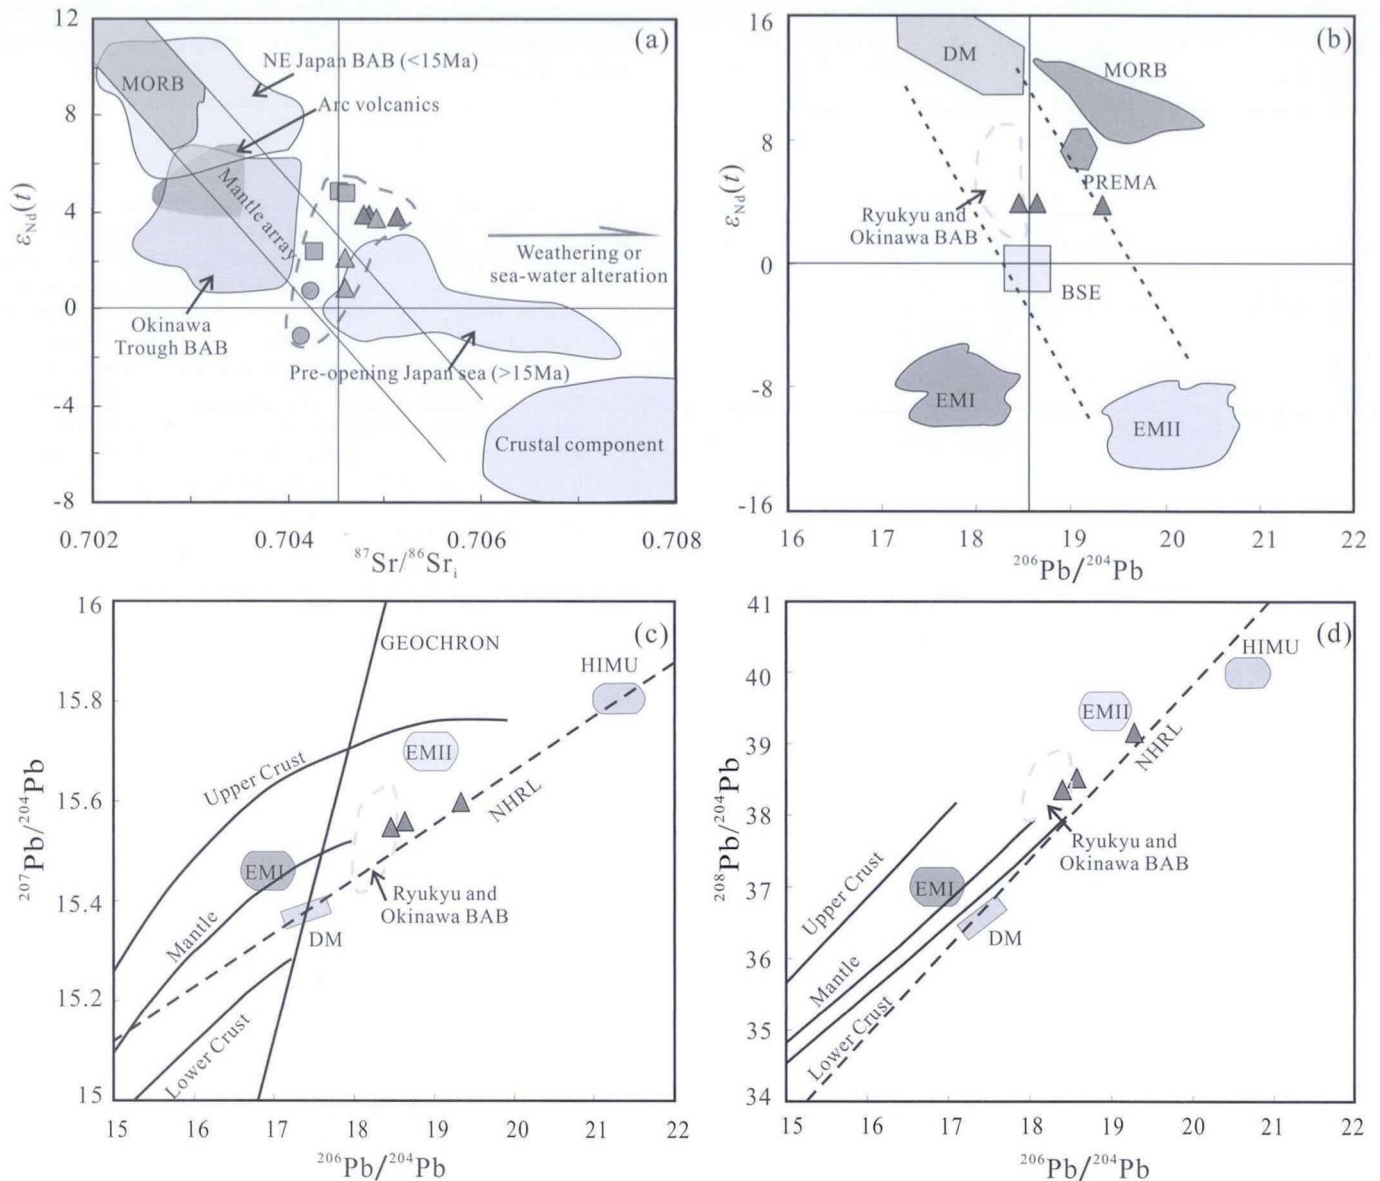 (a)
12
8
4
0
-4
-8
εNd(t)
NE Japan BAB (<15Ma)
MORB
Arc volcanics
Mantle array
Weathering or
sea-water alteration
Okinawa
Trough BAB
Pre-opening Japan sea (>15Ma)
Crustal component
0.702
0.704
0.706
0.708
⁸⁷Sr/⁸⁶Srᵢ
(b)
16
8
0
-8
-16
εNd(t)
DM
MORB
PREMA
Ryukyu and
Okinawa BAB
BSE
EMI
EMII
16
17
18
19
20
21
22
²⁰⁶Pb/²⁰⁴Pb
(c)
16
15.8
15.6
15.4
15.2
15
²⁰⁷Pb/²⁰⁴Pb
GEOCHRON
HIMU
EMII
Upper Crust
NHRL
EMI
Mantle
Ryukyu and
Okinawa BAB
DM
Lower Crust
15
16
17
18
19
20
21
22
²⁰⁶Pb/²⁰⁴Pb
(d)
41
40
39
38
37
36
35
34
²⁰⁸Pb/²⁰⁴Pb
HIMU
EMII
NHRL
Ryukyu and
Okinawa BAB
Upper Crust
EMI
DM
Mantle
Lower Crust
15
16
17
18
19
20
21
22
²⁰⁶Pb/²⁰⁴Pb